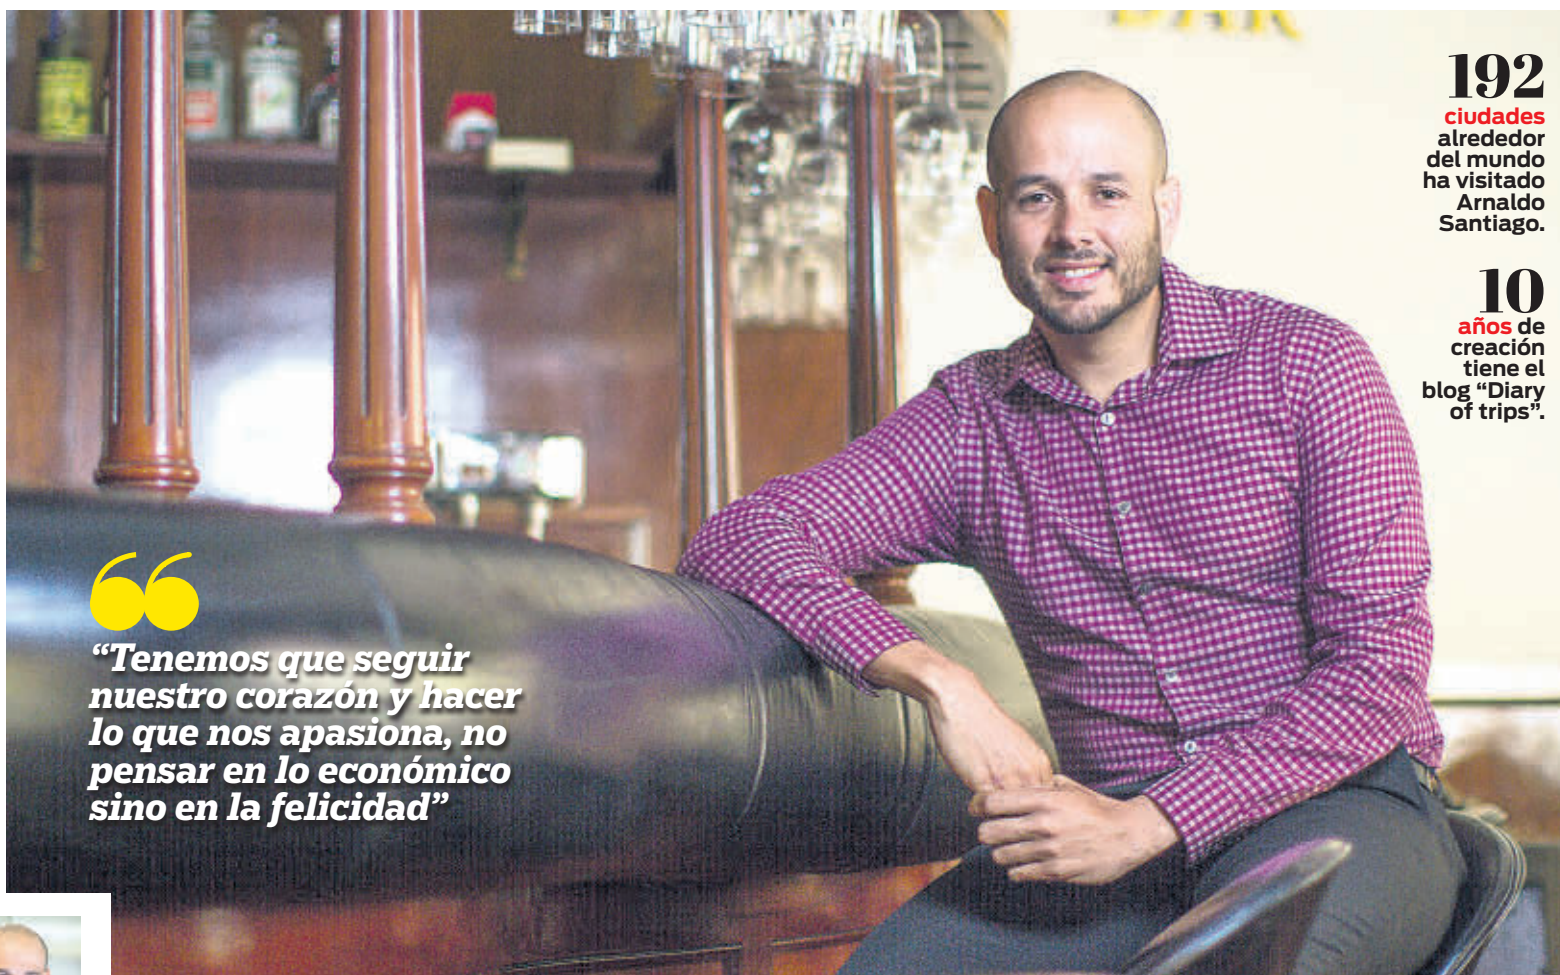 BAR
192
ciudades
alrededor
del mundo
ha visitado
Arnaldo
Santiago.
10
años de
creación
tiene el
blog “Diary
of trips”.
“Tenemos que seguir
nuestro corazón y hacer
lo que nos apasiona, no
pensar en lo económico
sino en la felicidad”